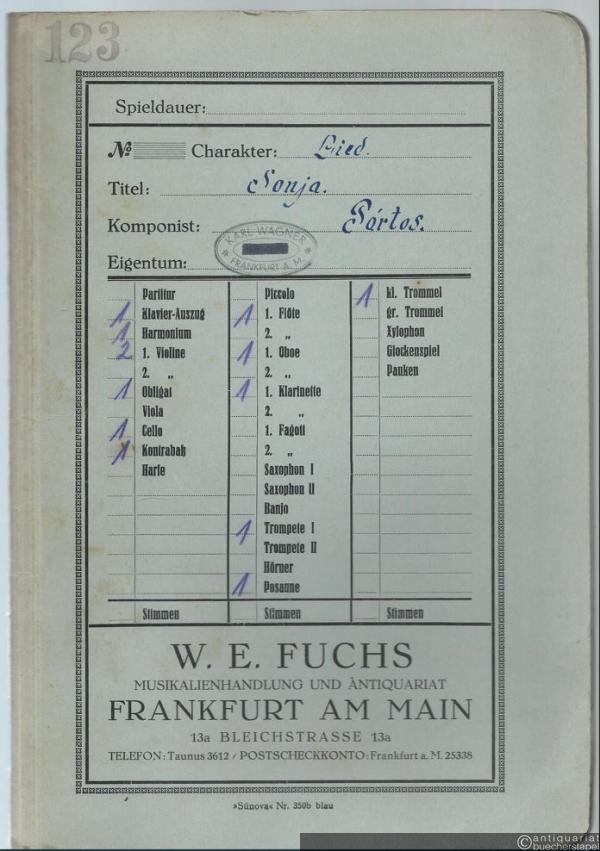 123
Spieldauer:
№ Charakter: Lied.
Titel: Sonja.
Komponist: Pártos.
KARL WAGNER
* FRANKFURT A. M. *
Eigentum:
Partitur
1 Klavier-Auszug
1 Harmonium
2 1. Violine
2. „
1 Obligat
Viola
1 Cello
1 Kontrabaß
Harfe
Stimmen
Piccolo
1 1. Flöte
2. „
1 1. Oboe
2. „
1 1. Klarinette
2. „
1. Fagott
2. „
Saxophon I
Saxophon II
Banjo
1 Trompete I
Trompete II
Hörner
1 Posaune
Stimmen
1 kl. Trommel
gr. Trommel
Xylophon
Glockenspiel
Pauken
Stimmen
W. E. FUCHS
MUSIKALIENHANDLUNG UND ANTIQUARIAT
FRANKFURT AM MAIN
13a BLEICHSTRASSE 13a
TELEFON: Taunus 3612 / POSTSCHECKKONTO: Frankfurt a. M. 25338
»Sünova« Nr. 350b blau
antiquariat
buecherstapel